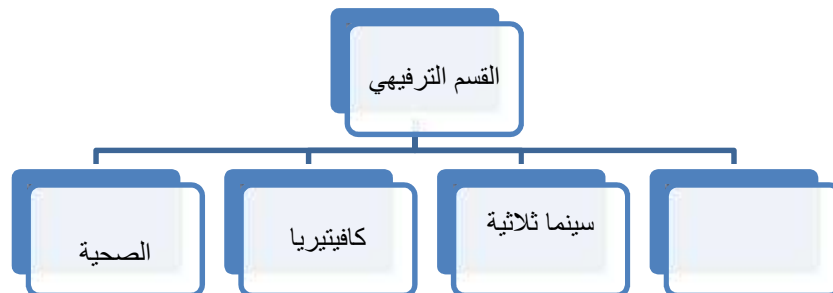 القسم الترفيهي
سينما ثلاثية
كافيتيريا
الصحية